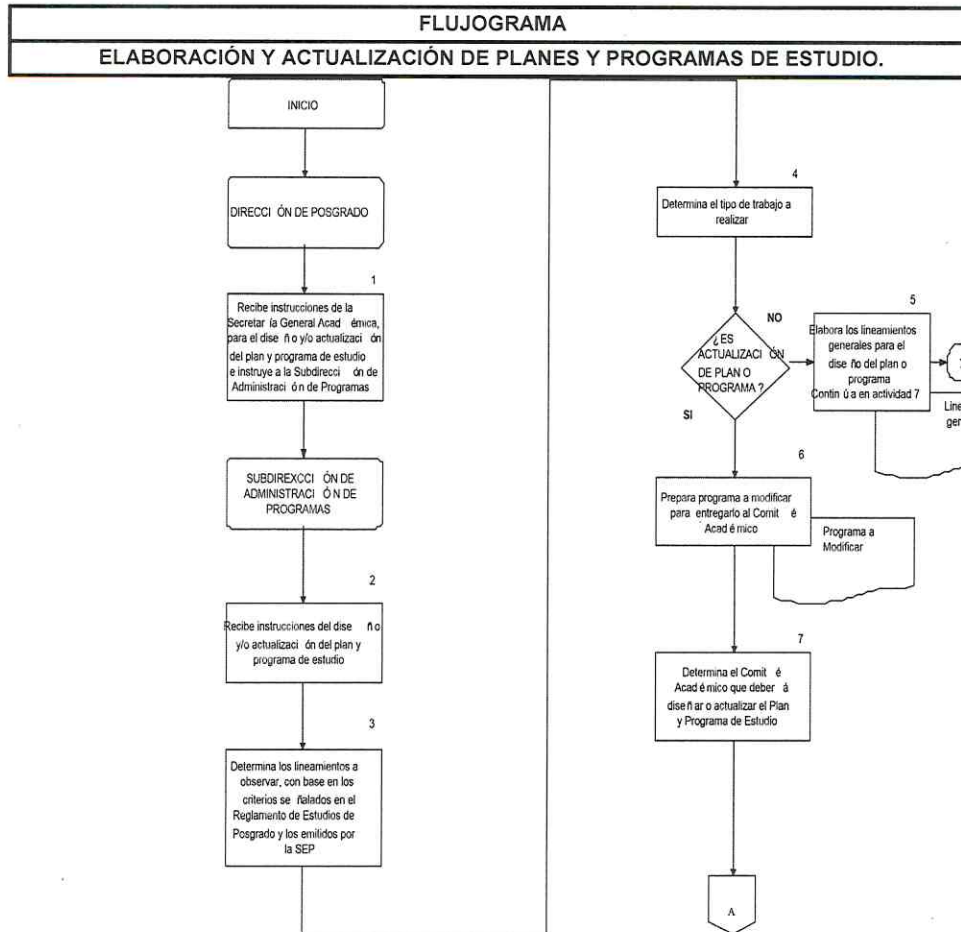 FLUJOGRAMA
ELABORACIÓN Y ACTUALIZACIÓN DE PLANES Y PROGRAMAS DE ESTUDIO.
INICIO
DIRECCI ÓN DE POSGRADO
1
Recibe instrucciones de la
Secretar ía General Acad émica,
para el dise ñ o y/o actualizaci ón
del plan y programa de estudio
e instruye a la Subdirecci ón de
Administraci ón de Programas
SUBDIREXCCI ÓN DE
ADMINISTRACI Ó N DE
PROGRAMAS
2
Recibe instrucciones del dise ñ o
y/o actualizaci ón del plan y
programa de estudio
3
Determina los lineamientos a
observar, con base en los
criterios se ñalados en el
Reglamento de Estudios de
Posgrado y los emitidos por
la SEP
4
Determina el tipo de trabajo a
realizar
¿ES
ACTUALIZACI ÓN
DE PLAN O
PROGRAMA ?
NO
SI
5
Elabora los lineamientos
generales para el
dise ño del plan o
programa
Contin ú a en actividad 7
Line
gen
6
Prepara programa a modificar
para entregarlo al Comit é
Acad é mico
Programa a
Modificar
7
Determina el Comit é
Acad é mico que deber á
dise ñar o actualizar el Plan
y Programa de Estudio
A